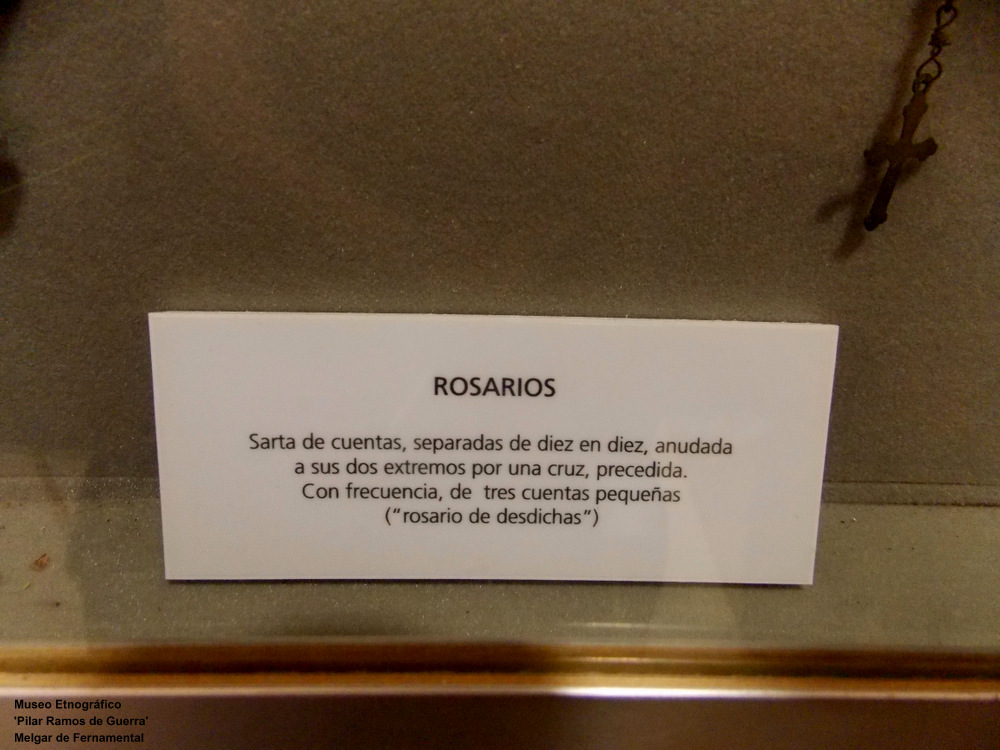 ROSARIOS
Sarta de cuentas, separadas de diez en diez, anudada
a sus dos extremos por una cruz, precedida.
Con frecuencia, de  tres cuentas pequeñas
(“rosario de desdichas”)
Museo Etnográfico
'Pilar Ramos de Guerra'
Melgar de Fernamental